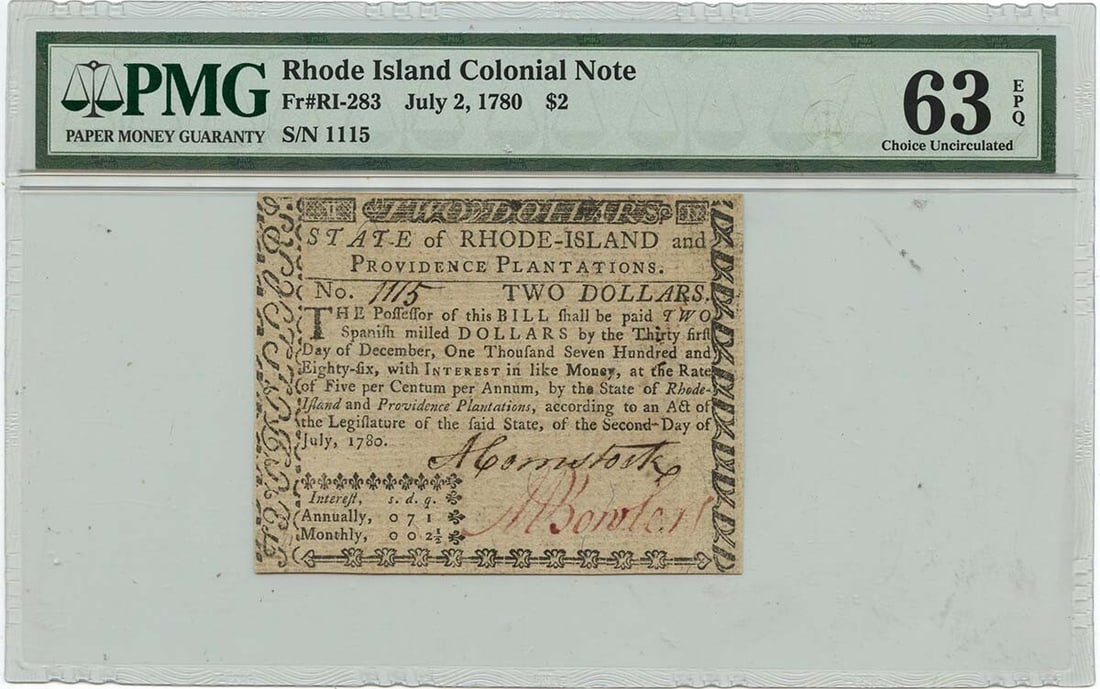 PMG
PAPER MONEY GUARANTY
Rhode Island Colonial Note
Fr#RI-283 July 2, 1780 $2
S/N 1115
63
EPQ
Choice Uncirculated
TWO DOLLARS
STATE of RHODE-ISLAND and
PROVIDENCE PLANTATIONS.
No. 1115 TWO DOLLARS.
THE Poſſeſſor of this BILL ſhall be paid TWO
Spaniſh milled DOLLARS by the Thirty firſt
Day of December, One Thouſand Seven Hundred and
Eighty-ſix, with INTEREST in like Money, at the Rate
of Five per Centum per Annum, by the State of Rhode-
Iſland and Providence Plantations, according to an Act of
the Legiſlature of the ſaid State, of the Second-Day of
July, 1780.
A Comstock
M Bowler
Intereſt, s. d. q.
Annually, 0 7 1
Monthly, 0 0 2½